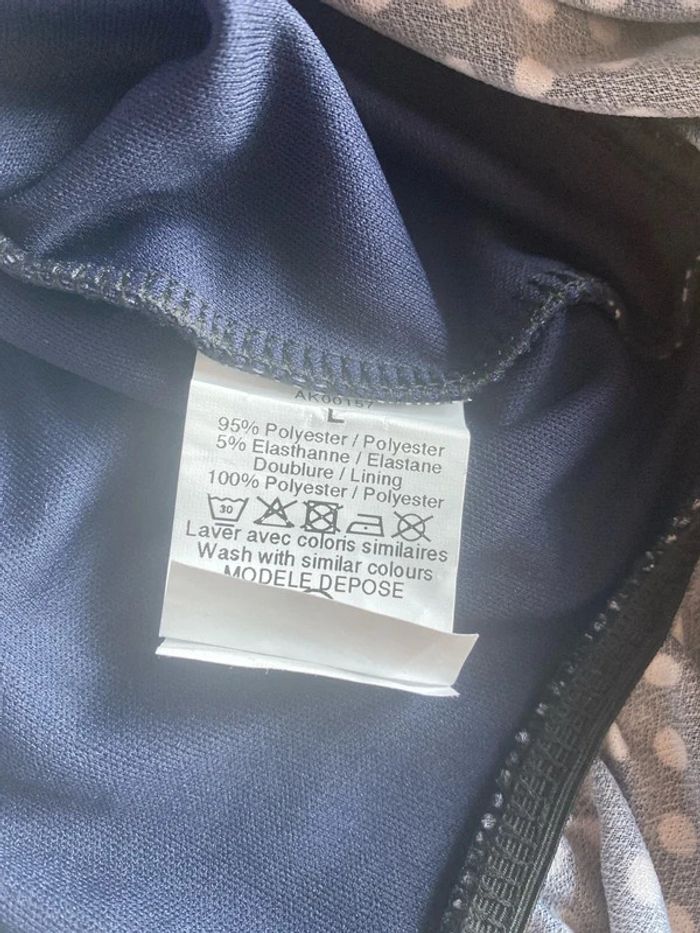 AK00157
L
95% Polyester / Polyester
5% Elasthanne / Elastane
Doublure / Lining
100% Polyester / Polyester
30
Laver avec coloris similaires
Wash with similar colours
MODELE DEPOSE